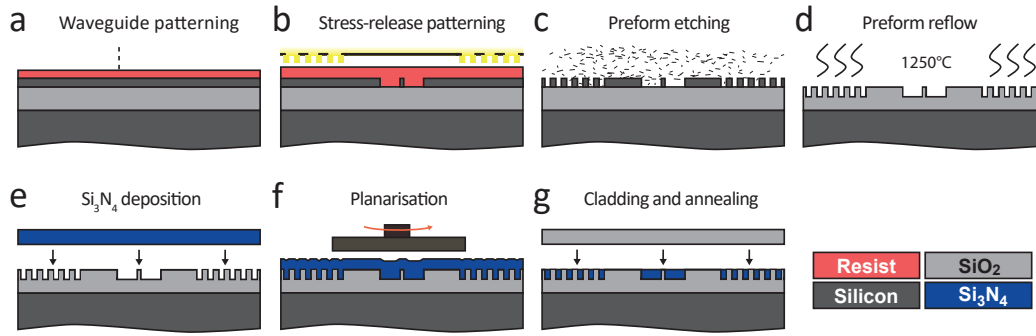 a Waveguide patterning
b Stress-release patterning
c Preform etching
d Preform reflow
1250°C
e Si₃N₄ deposition
f Planarisation
g Cladding and annealing
Resist SiO₂
Silicon Si₃N₄